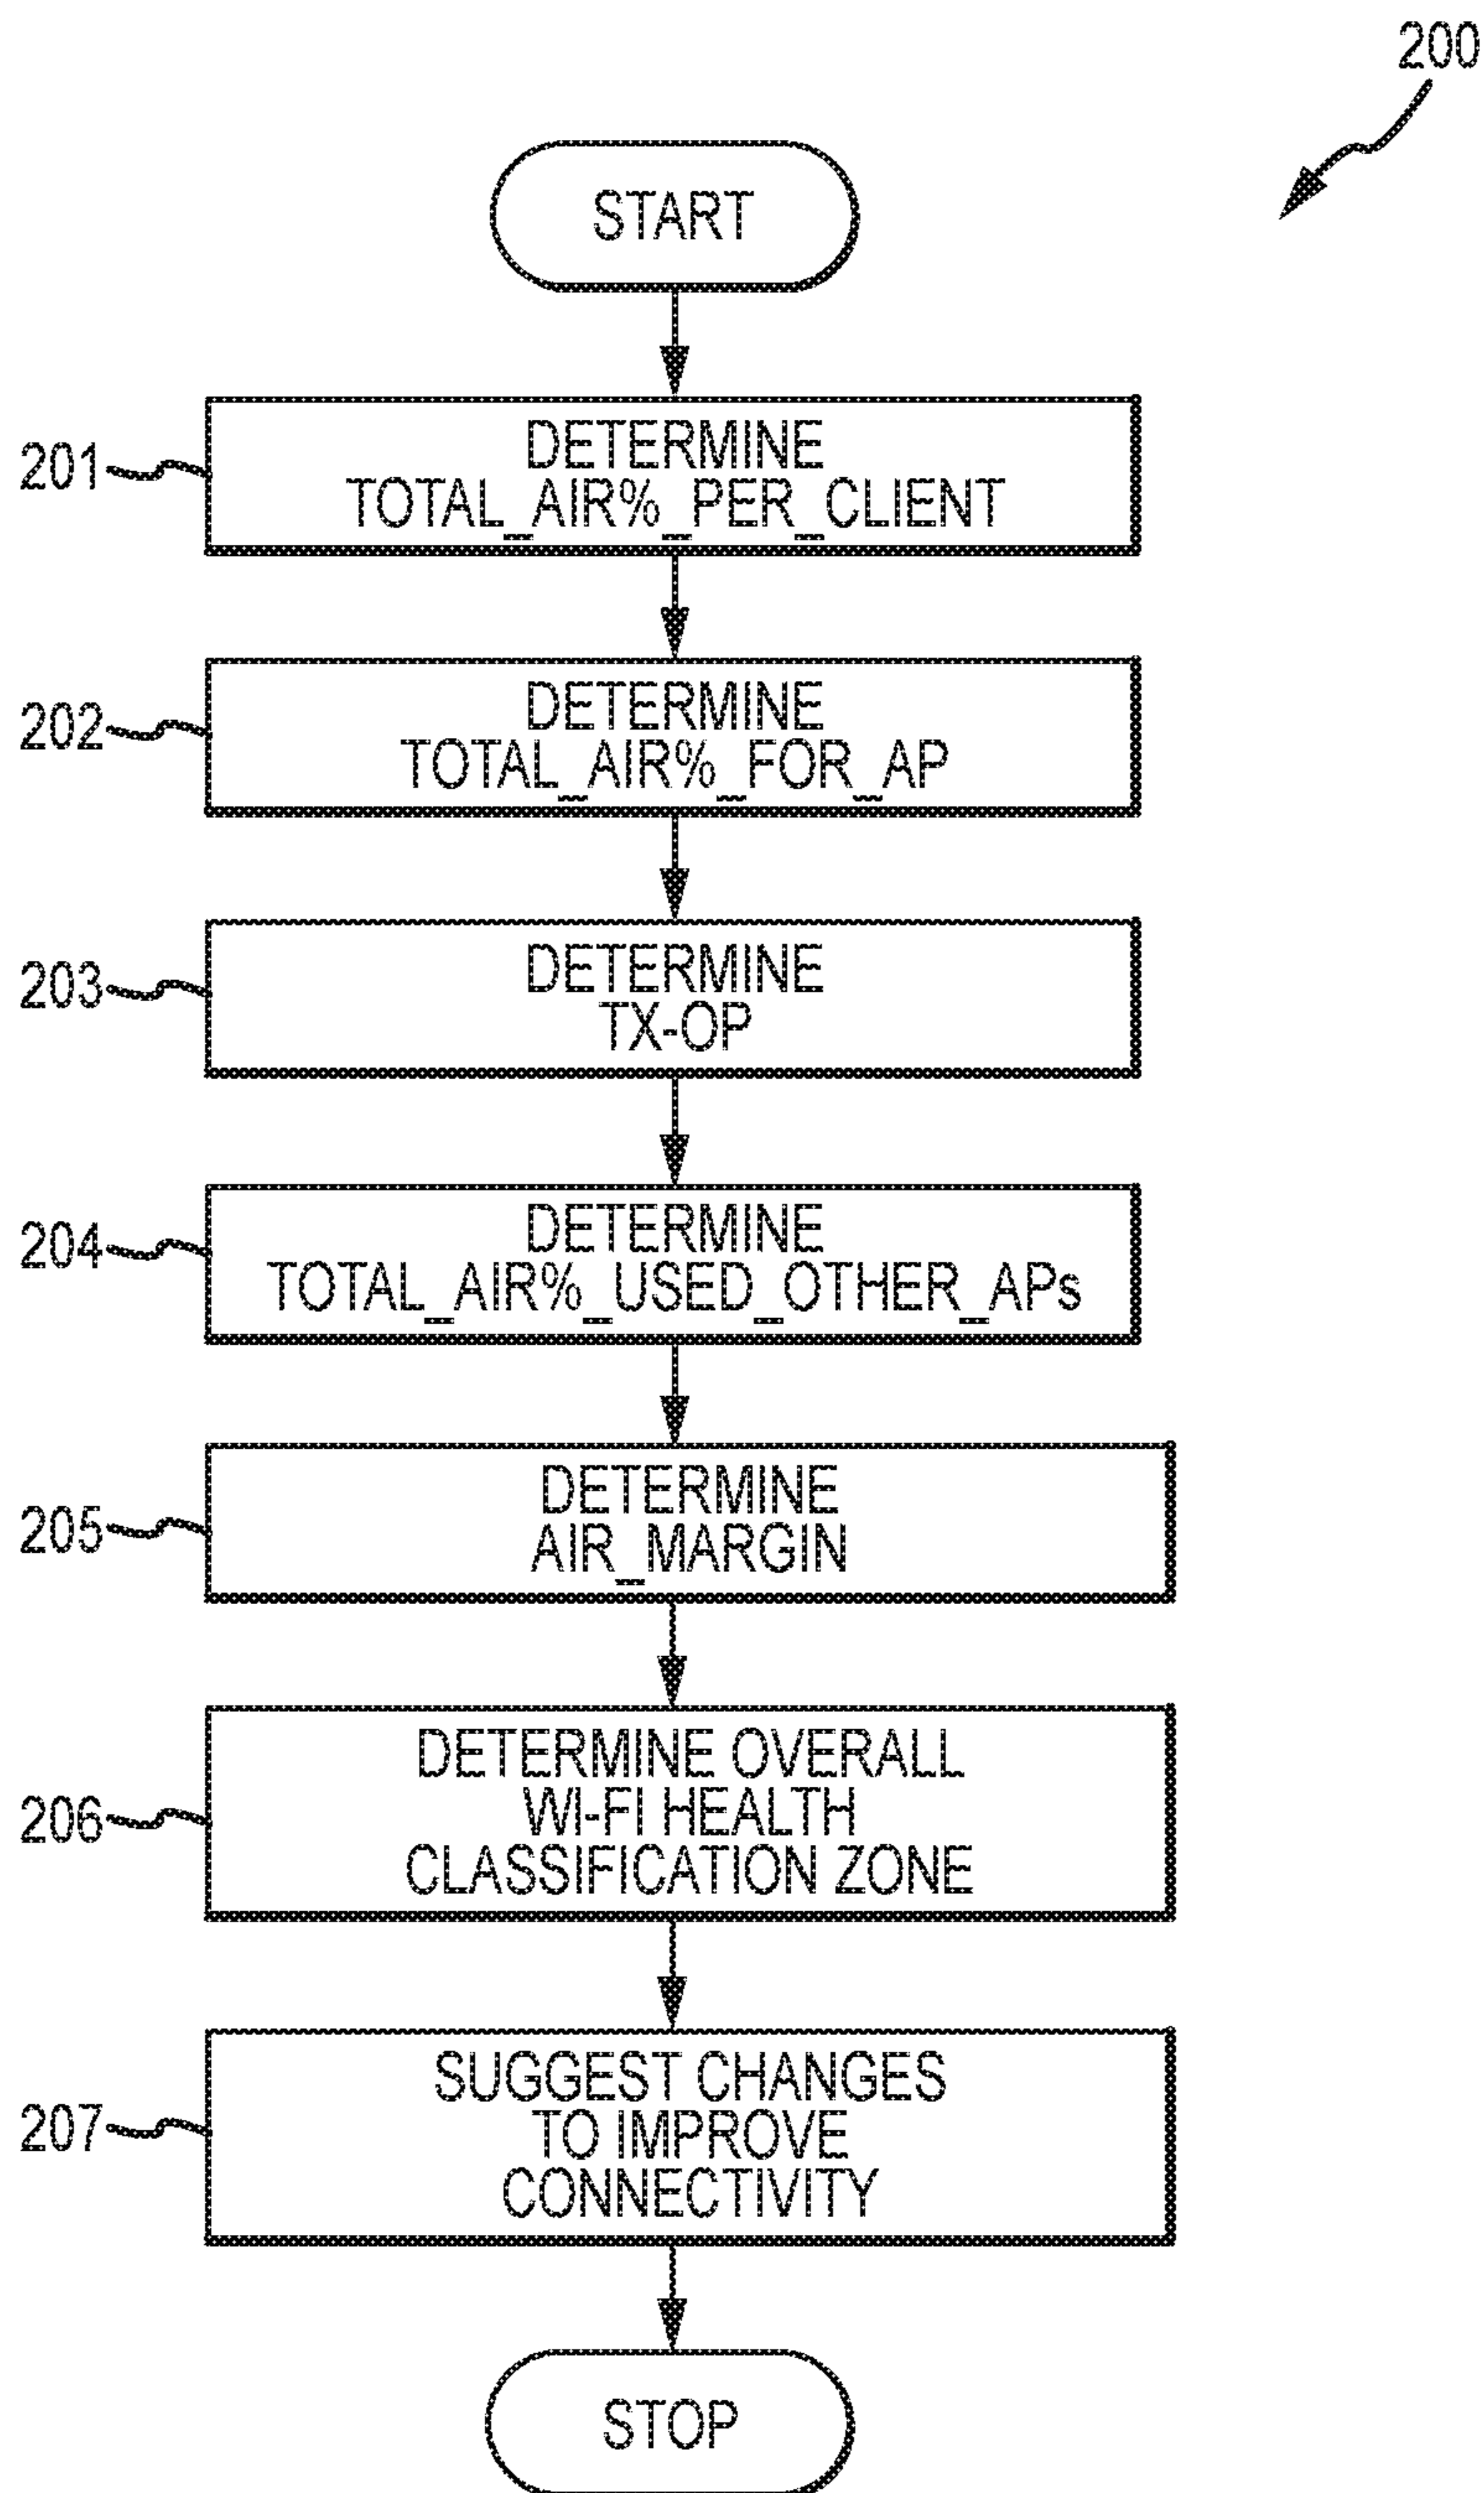 200
START
201
DETERMINE
TOTAL_AIR%_PER_CLIENT
202
DETERMINE
TOTAL_AIR%_FOR_AP
203
DETERMINE
TX-OP
204
DETERMINE
TOTAL_AIR%_USED_OTHER_APs
205
DETERMINE
AIR_MARGIN
206
DETERMINE OVERALL
WI-FI HEALTH
CLASSIFICATION ZONE
207
SUGGEST CHANGES
TO IMPROVE
CONNECTIVITY
STOP